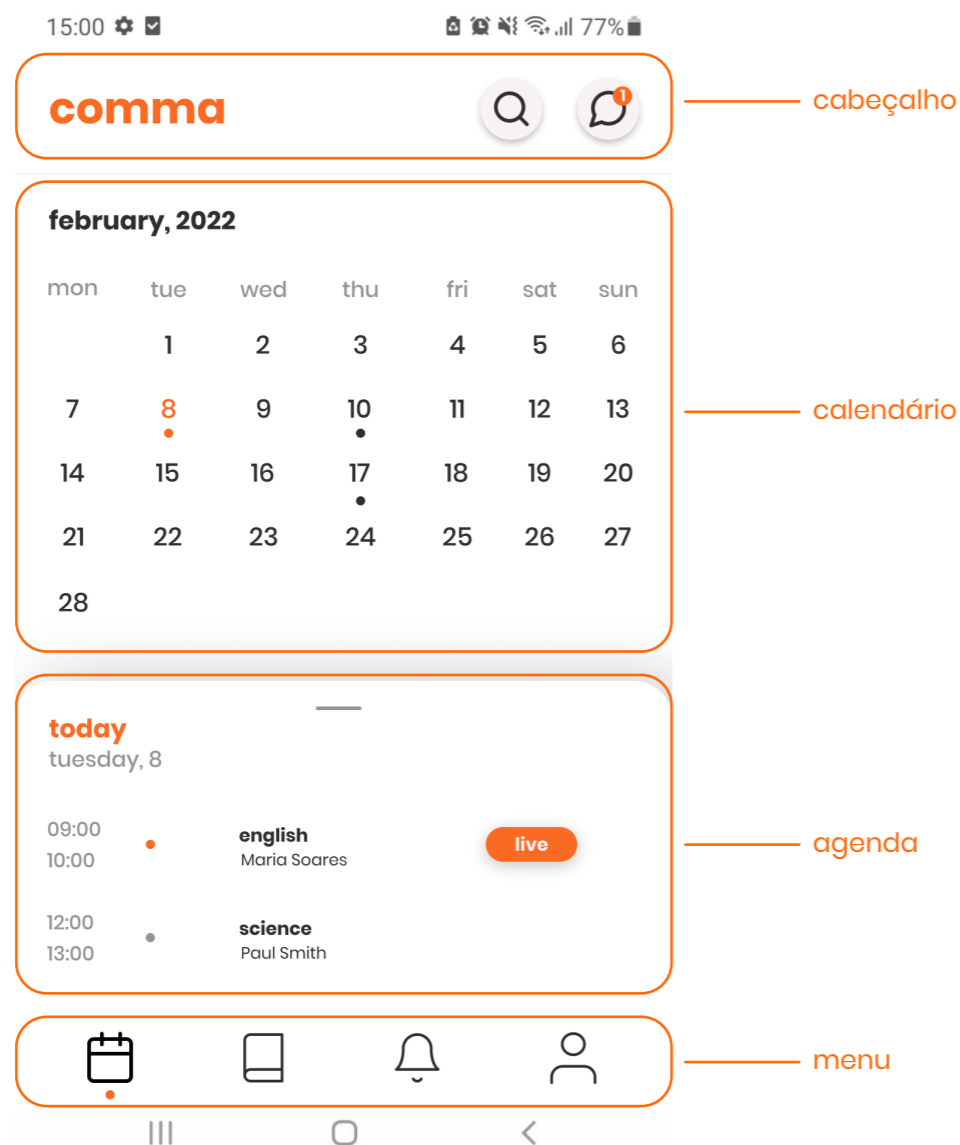 15:00 77%
comma 1 cabeçalho
february, 2022
mon tue wed thu fri sat sun
1 2 3 4 5 6
7 8 9 10 11 12 13 calendário
14 15 16 17 18 19 20
21 22 23 24 25 26 27
28
today
tuesday, 8
09:00 english live agenda
10:00 Maria Soares
12:00 science
13:00 Paul Smith
menu